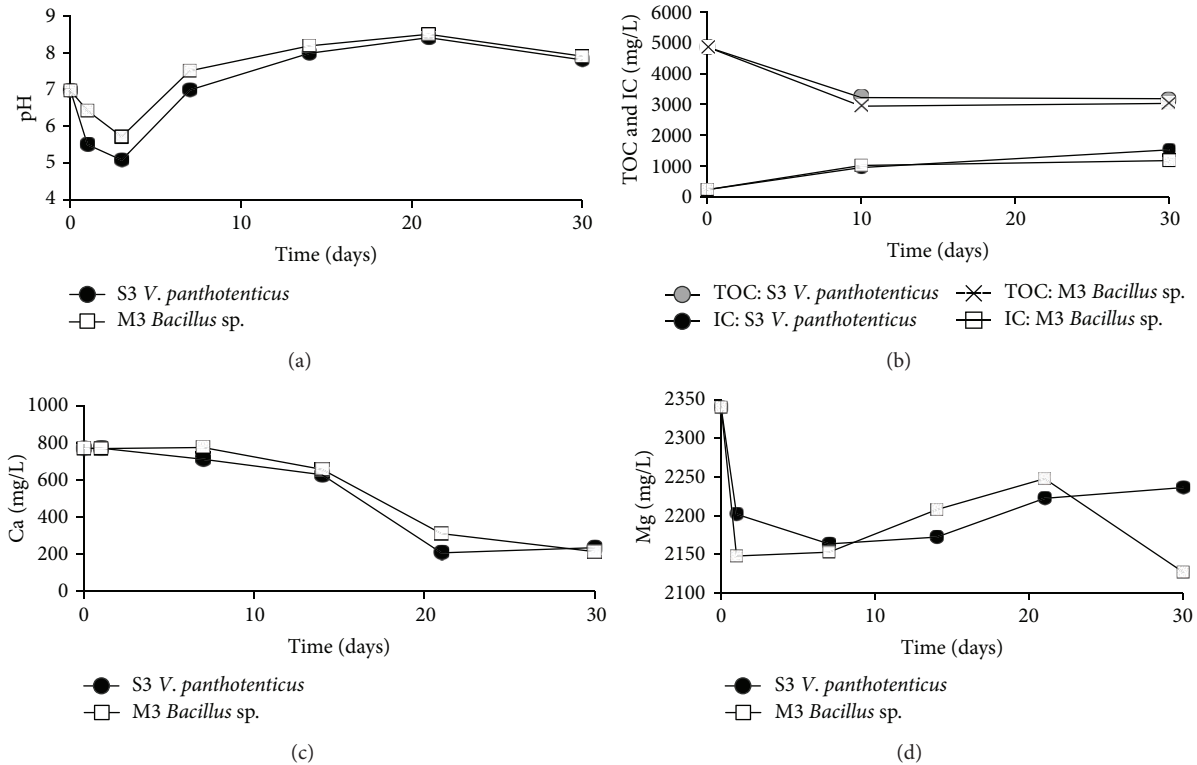 9
8
7
6
5
4
pH
0
10
20
30
Time (days)
S3 V. panthotenticus
M3 Bacillus sp.
(a)
6000
5000
4000
3000
2000
1000
0
TOC and IC (mg/L)
0
10
20
30
Time (days)
TOC: S3 V. panthotenticus
TOC: M3 Bacillus sp.
IC: S3 V. panthotenticus
IC: M3 Bacillus sp.
(b)
1000
800
600
400
200
0
Ca (mg/L)
0
10
20
30
Time (days)
S3 V. panthotenticus
M3 Bacillus sp.
(c)
2350
2300
2250
2200
2150
2100
Mg (mg/L)
0
10
20
30
Time (days)
S3 V. panthotenticus
M3 Bacillus sp.
(d)